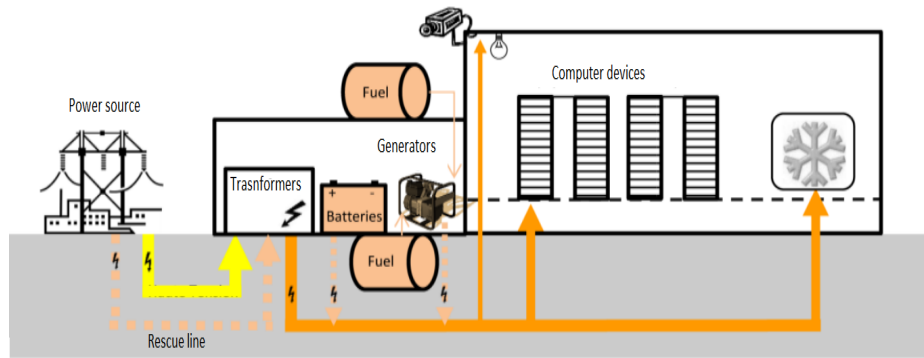 Power source
Fuel
Computer devices
Generators
Trasnformers
+ -
Batteries
Fuel
Rescue line